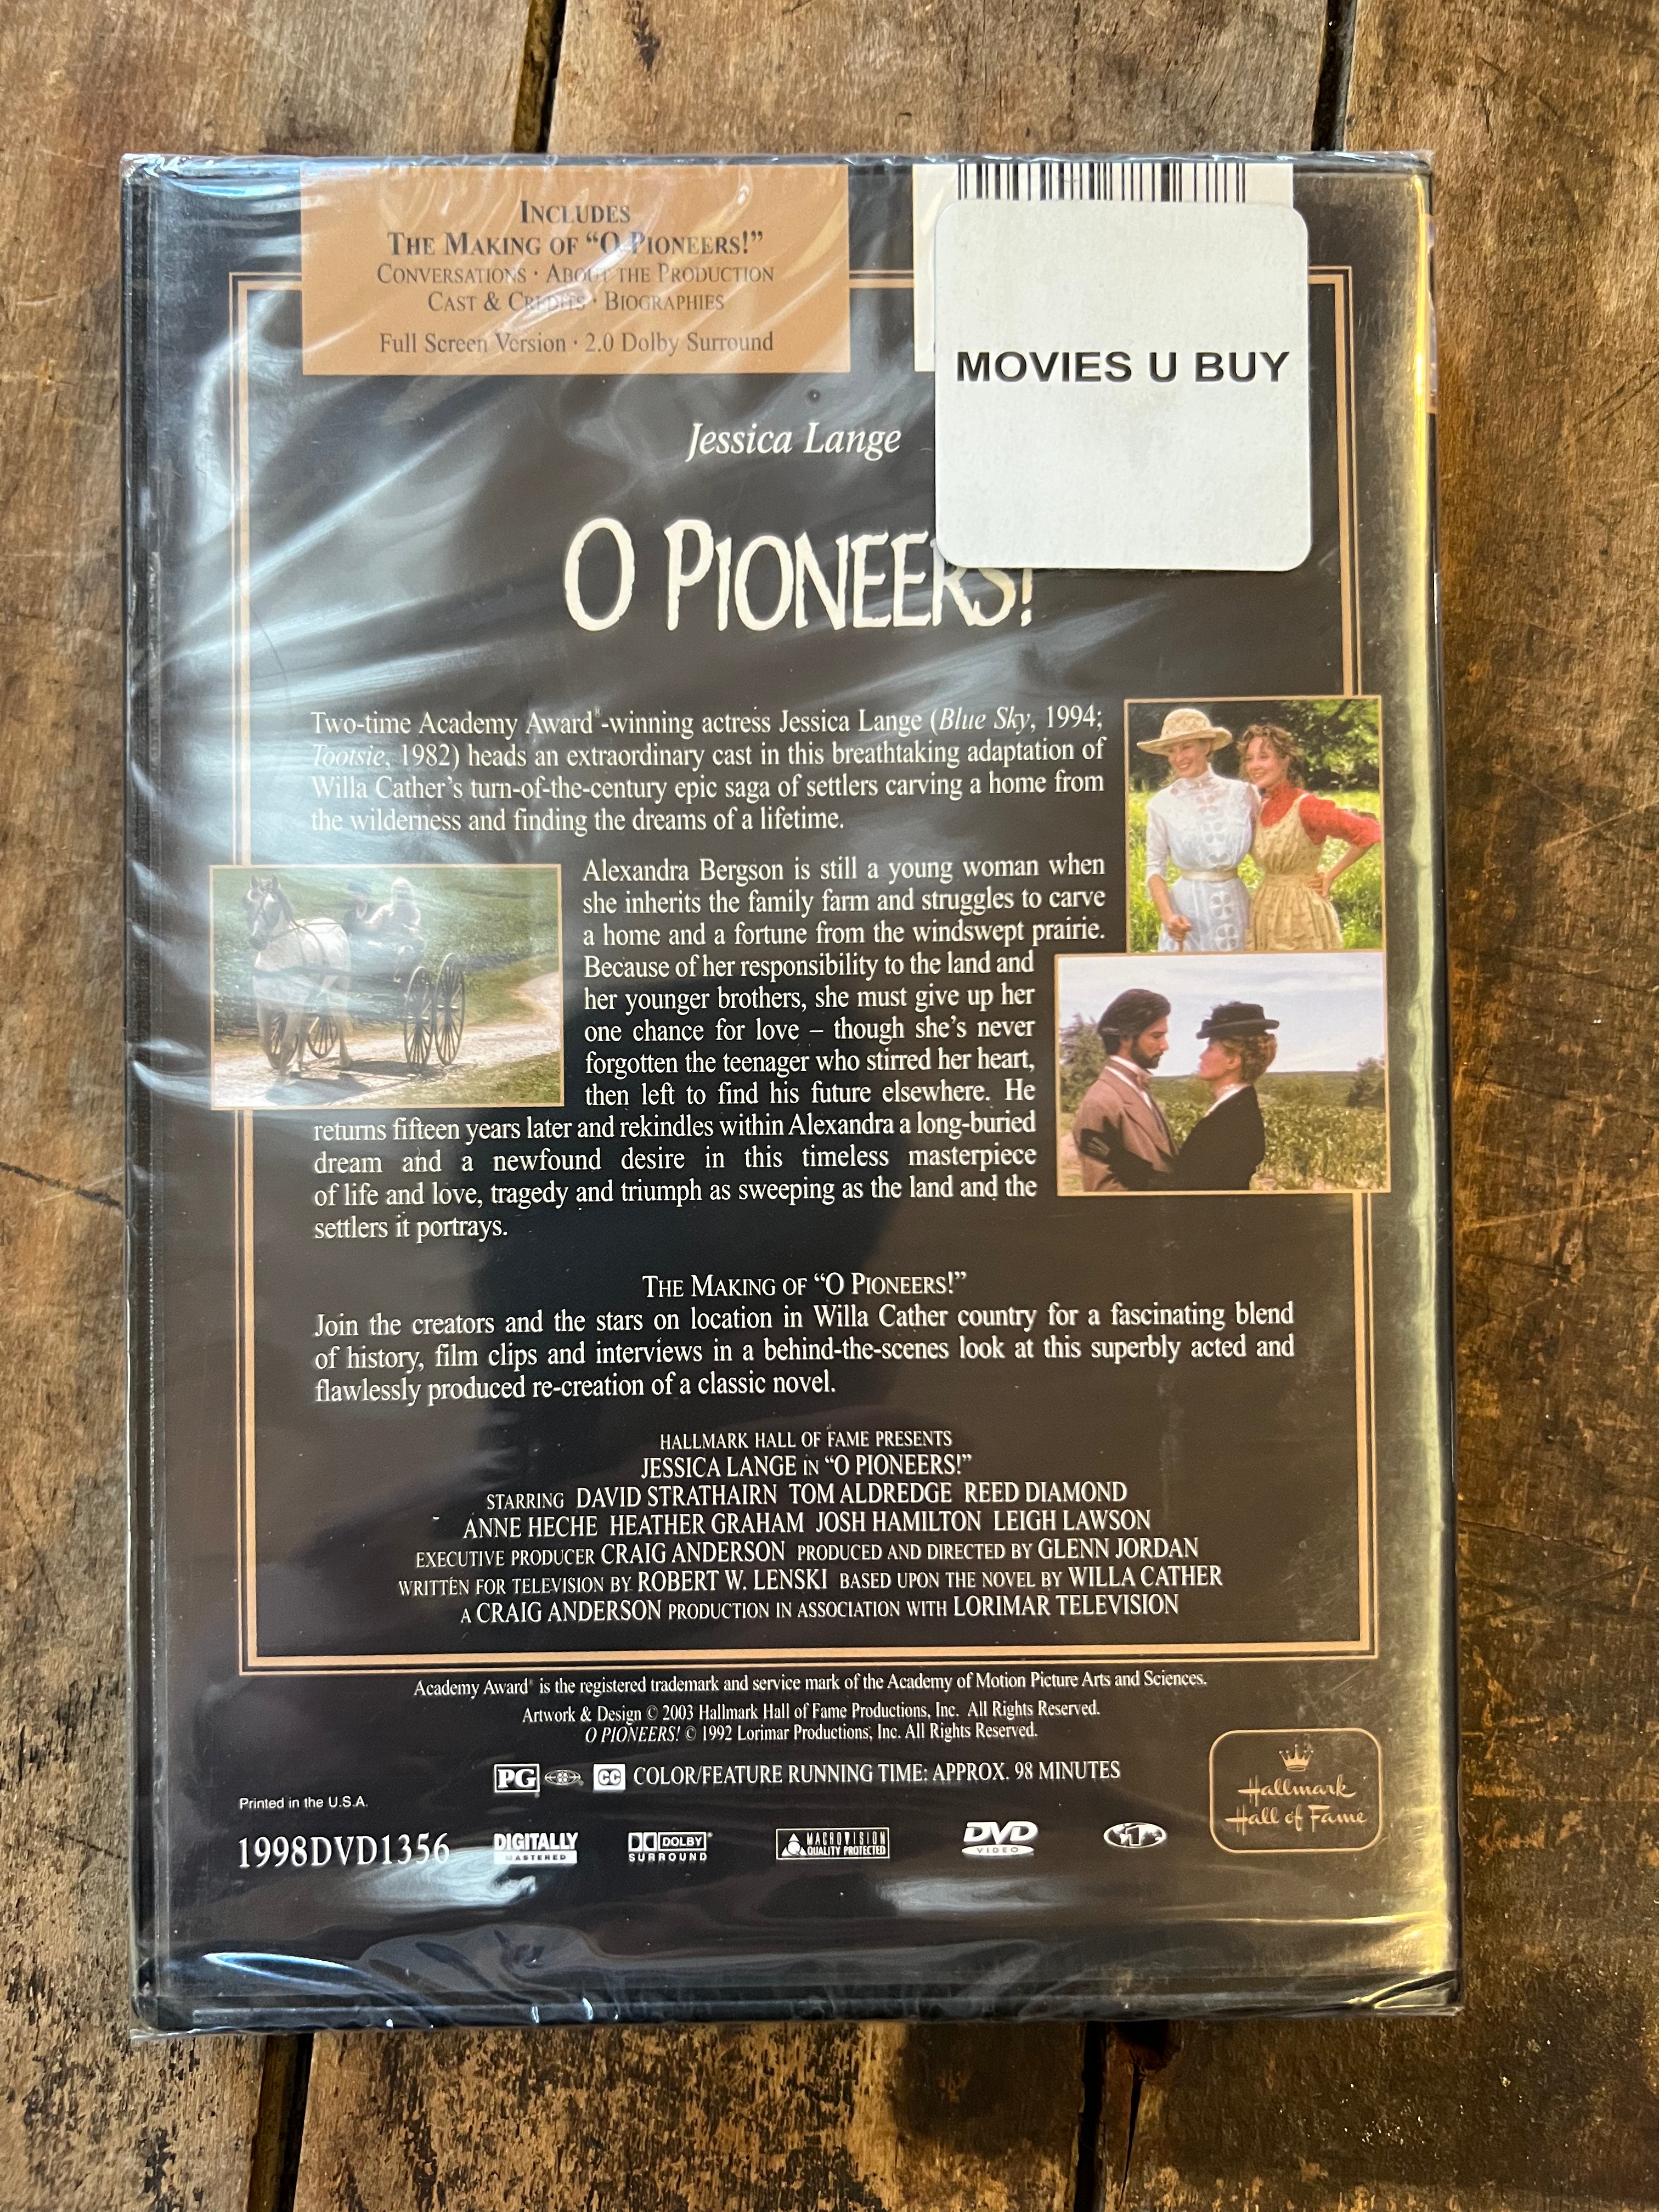 INCLUDES
THE MAKING OF “O PIONEERS!”
CONVERSATIONS · ABOUT THE PRODUCTION
CAST & CREDITS · BIOGRAPHIES
Full Screen Version · 2.0 Dolby Surround
MOVIES U BUY
Jessica Lange
O PIONEERS!
Two-time Academy Award®-winning actress Jessica Lange (Blue Sky, 1994;
Tootsie, 1982) heads an extraordinary cast in this breathtaking adaptation of
Willa Cather’s turn-of-the-century epic saga of settlers carving a home from
the wilderness and finding the dreams of a lifetime.
Alexandra Bergson is still a young woman when
she inherits the family farm and struggles to carve
a home and a fortune from the windswept prairie.
Because of her responsibility to the land and
her younger brothers, she must give up her
one chance for love – though she’s never
forgotten the teenager who stirred her heart,
then left to find his future elsewhere. He
returns fifteen years later and rekindles within Alexandra a long-buried
dream and a newfound desire in this timeless masterpiece
of life and love, tragedy and triumph as sweeping as the land and the
settlers it portrays.
THE MAKING OF “O PIONEERS!”
Join the creators and the stars on location in Willa Cather country for a fascinating blend
of history, film clips and interviews in a behind-the-scenes look at this superbly acted and
flawlessly produced re-creation of a classic novel.
HALLMARK HALL OF FAME PRESENTS
JESSICA LANGE IN “O PIONEERS!”
STARRING DAVID STRATHAIRN TOM ALDREDGE REED DIAMOND
ANNE HECHE HEATHER GRAHAM JOSH HAMILTON LEIGH LAWSON
EXECUTIVE PRODUCER CRAIG ANDERSON PRODUCED AND DIRECTED BY GLENN JORDAN
WRITTEN FOR TELEVISION BY ROBERT W. LENSKI BASED UPON THE NOVEL BY WILLA CATHER
A CRAIG ANDERSON PRODUCTION IN ASSOCIATION WITH LORIMAR TELEVISION
Academy Award® is the registered trademark and service mark of the Academy of Motion Picture Arts and Sciences.
Artwork & Design © 2003 Hallmark Hall of Fame Productions, Inc. All Rights Reserved.
O PIONEERS! © 1992 Lorimar Productions, Inc. All Rights Reserved.
PG CC COLOR/FEATURE RUNNING TIME: APPROX. 98 MINUTES
Printed in the U.S.A.
Hallmark
Hall of Fame
1998DVD1356
DIGITALLY
MASTERED
DOLBY
SURROUND
MACROVISION
QUALITY PROTECTED
DVD
VIDEO
1